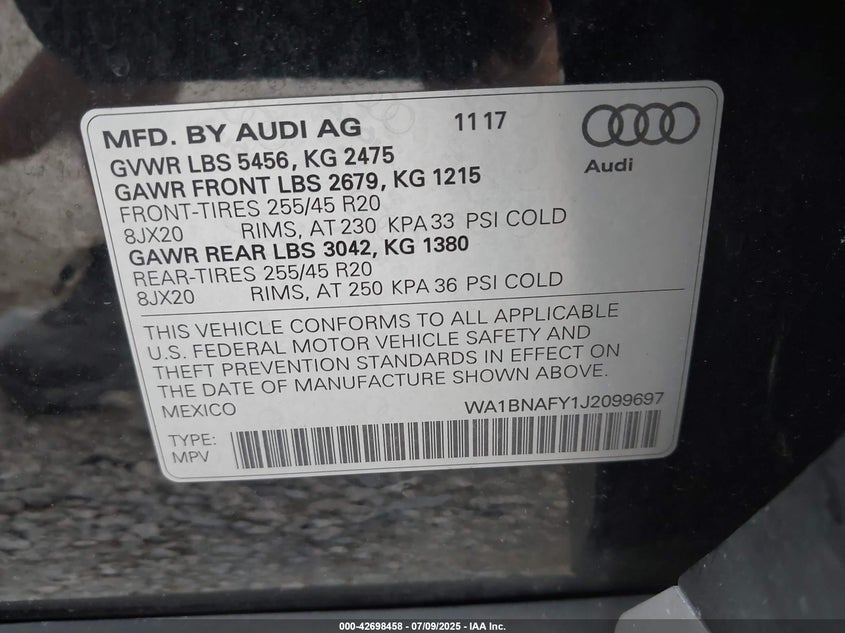 MFD. BY AUDI AG 11 17
GVWR LBS 5456, KG 2475
GAWR FRONT LBS 2679, KG 1215
FRONT-TIRES 255/45 R20
8JX20 RIMS, AT 230 KPA 33 PSI COLD
GAWR REAR LBS 3042, KG 1380
REAR-TIRES 255/45 R20
8JX20 RIMS, AT 250 KPA 36 PSI COLD
Audi
THIS VEHICLE CONFORMS TO ALL APPLICABLE
U.S. FEDERAL MOTOR VEHICLE SAFETY AND
THEFT PREVENTION STANDARDS IN EFFECT ON
THE DATE OF MANUFACTURE SHOWN ABOVE.
MEXICO WA1BNAFY1J2099697
TYPE:
MPV
000-42698458 - 07/09/2025 - IAA Inc.